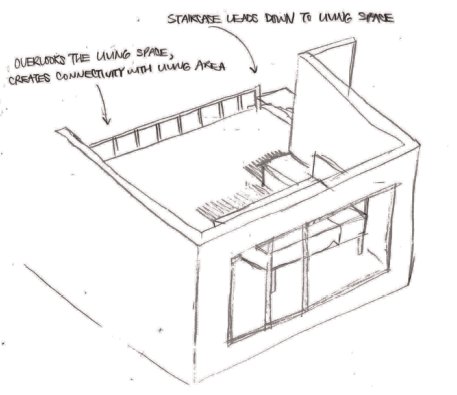 STAIRCASE LEADS DOWN TO LIVING SPACE
OVERLOOKS THE LIVING SPACE,
CREATES CONNECTIVITY WITH LIVING AREA